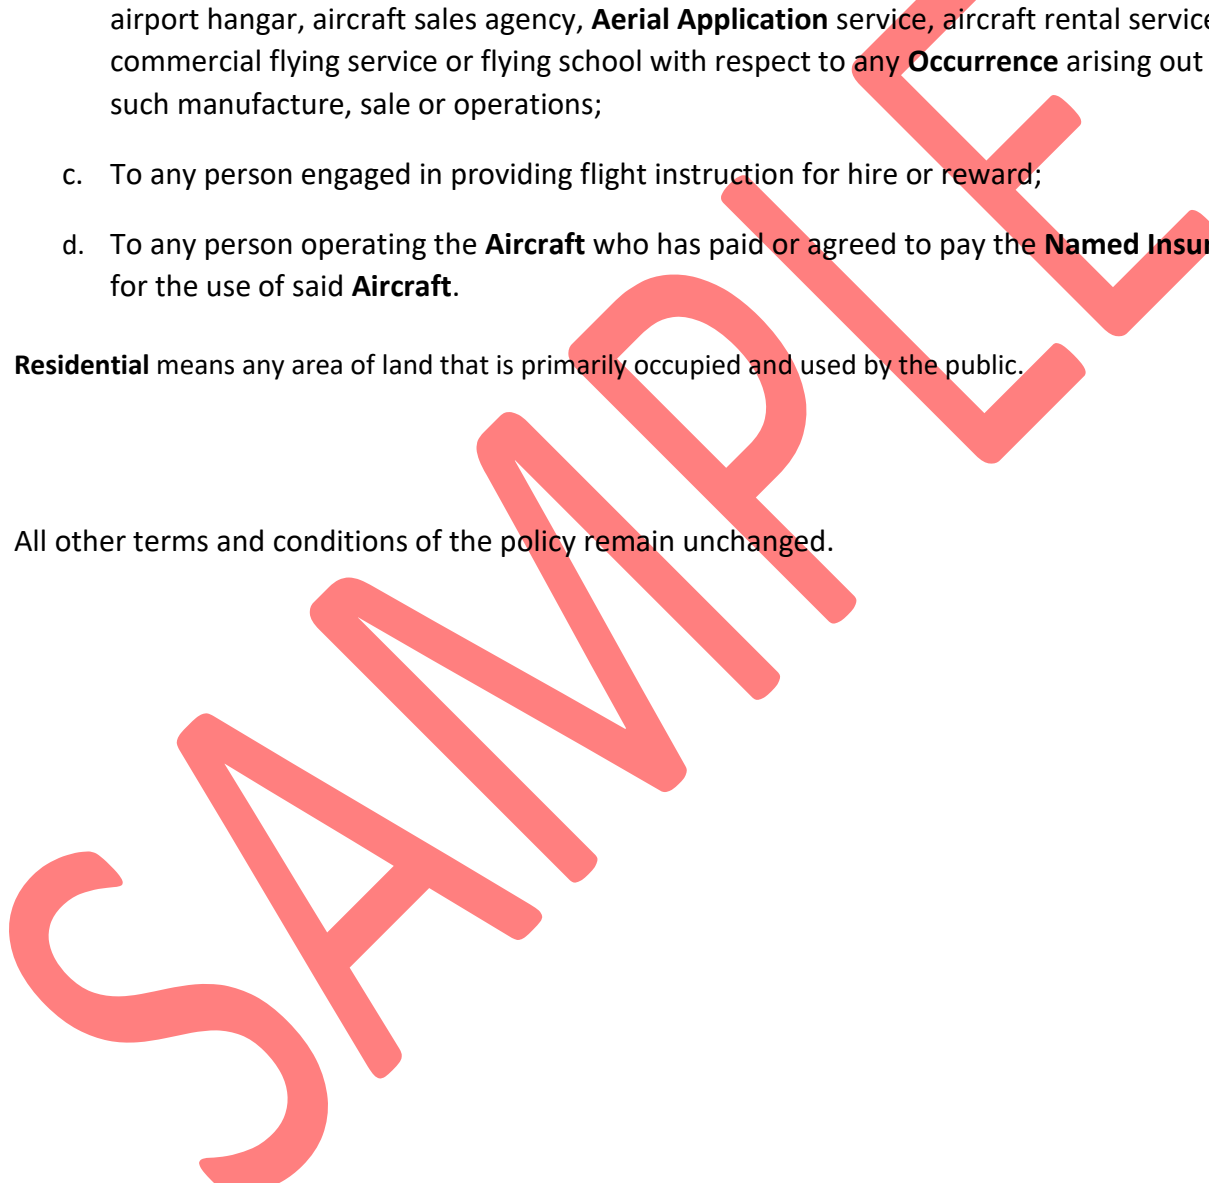 airport hangar, aircraft sales agency, Aerial Application service, aircraft rental service
commercial flying service or flying school with respect to any Occurrence arising out
such manufacture, sale or operations;
c. To any person engaged in providing flight instruction for hire or reward;
d. To any person operating the Aircraft who has paid or agreed to pay the Named Insur
for the use of said Aircraft.
Residential means any area of land that is primarily occupied and used by the public.
All other terms and conditions of the policy remain unchanged.
SAMPLE